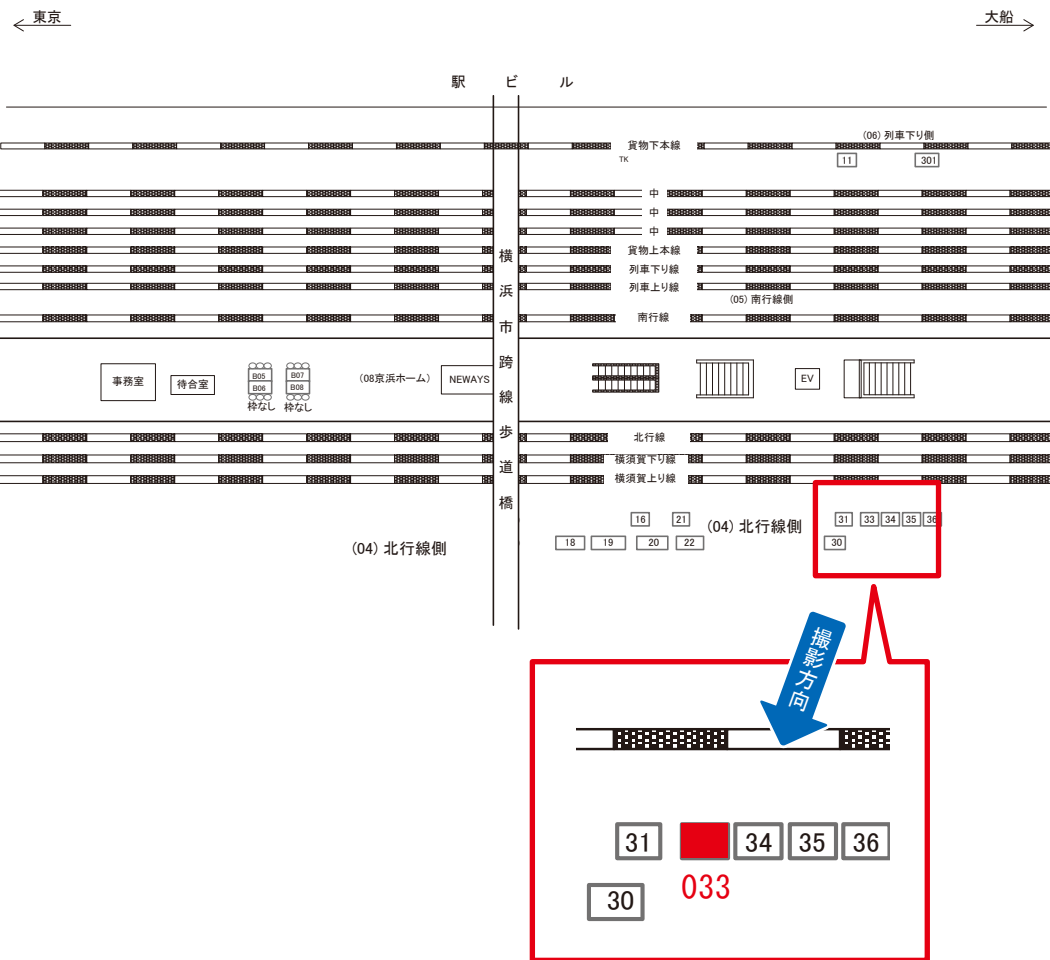 東京
大船
駅 ビ ル
(06) 列車下り側
貨物下本線
TK
11
301
中
中
中
貨物上本線
列車下り線
列車上り線
(05) 南行線側
南行線
横浜市跨線歩道橋
事務室
待合室
B05
B06
枠なし
B07
B08
枠なし
(08京浜ホーム)
NEWAYS
EV
北行線
横須賀下り線
横須賀上り線
16
21
(04) 北行線側
31
33
34
35
36
(04) 北行線側
18
19
20
22
30
撮影方向
31
34
35
36
033
30